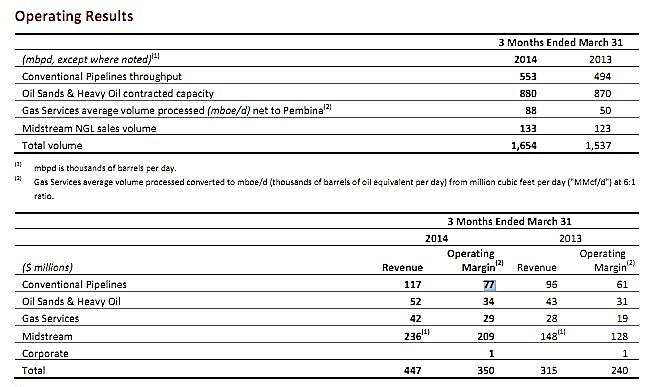 Operating Results
3 Months Ended March 31
(mbpd, except where noted)(1) 2014 2013
Conventional Pipelines throughput 553 494
Oil Sands & Heavy Oil contracted capacity 880 870
Gas Services average volume processed (mboe/d) net to Pembina(2) 88 50
Midstream NGL sales volume 133 123
Total volume 1,654 1,537
(1) mbpd is thousands of barrels per day.
(2) Gas Services average volume processed converted to mboe/d (thousands of barrels of oil equivalent per day) from million cubic feet per day ("MMcf/d") at 6:1
ratio.
3 Months Ended March 31
2014 2013
Operating Operating
($ millions) Revenue Margin(2) Revenue Margin(2)
Conventional Pipelines 117 77 96 61
Oil Sands & Heavy Oil 52 34 43 31
Gas Services 42 29 28 19
Midstream 236(1) 209 148(1) 128
Corporate 1 1
Total 447 350 315 240